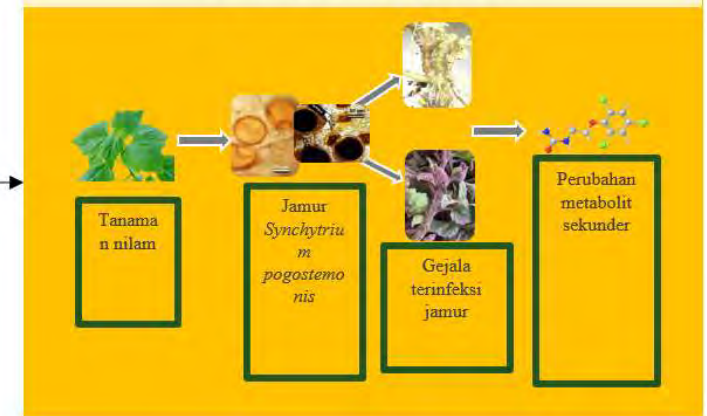 Tanama
n nilam
Jamur
Synchytriu
m
pogostemo
nis
Gejala
terinfeksi
jamur
Perubahan
metabolit
sekunder